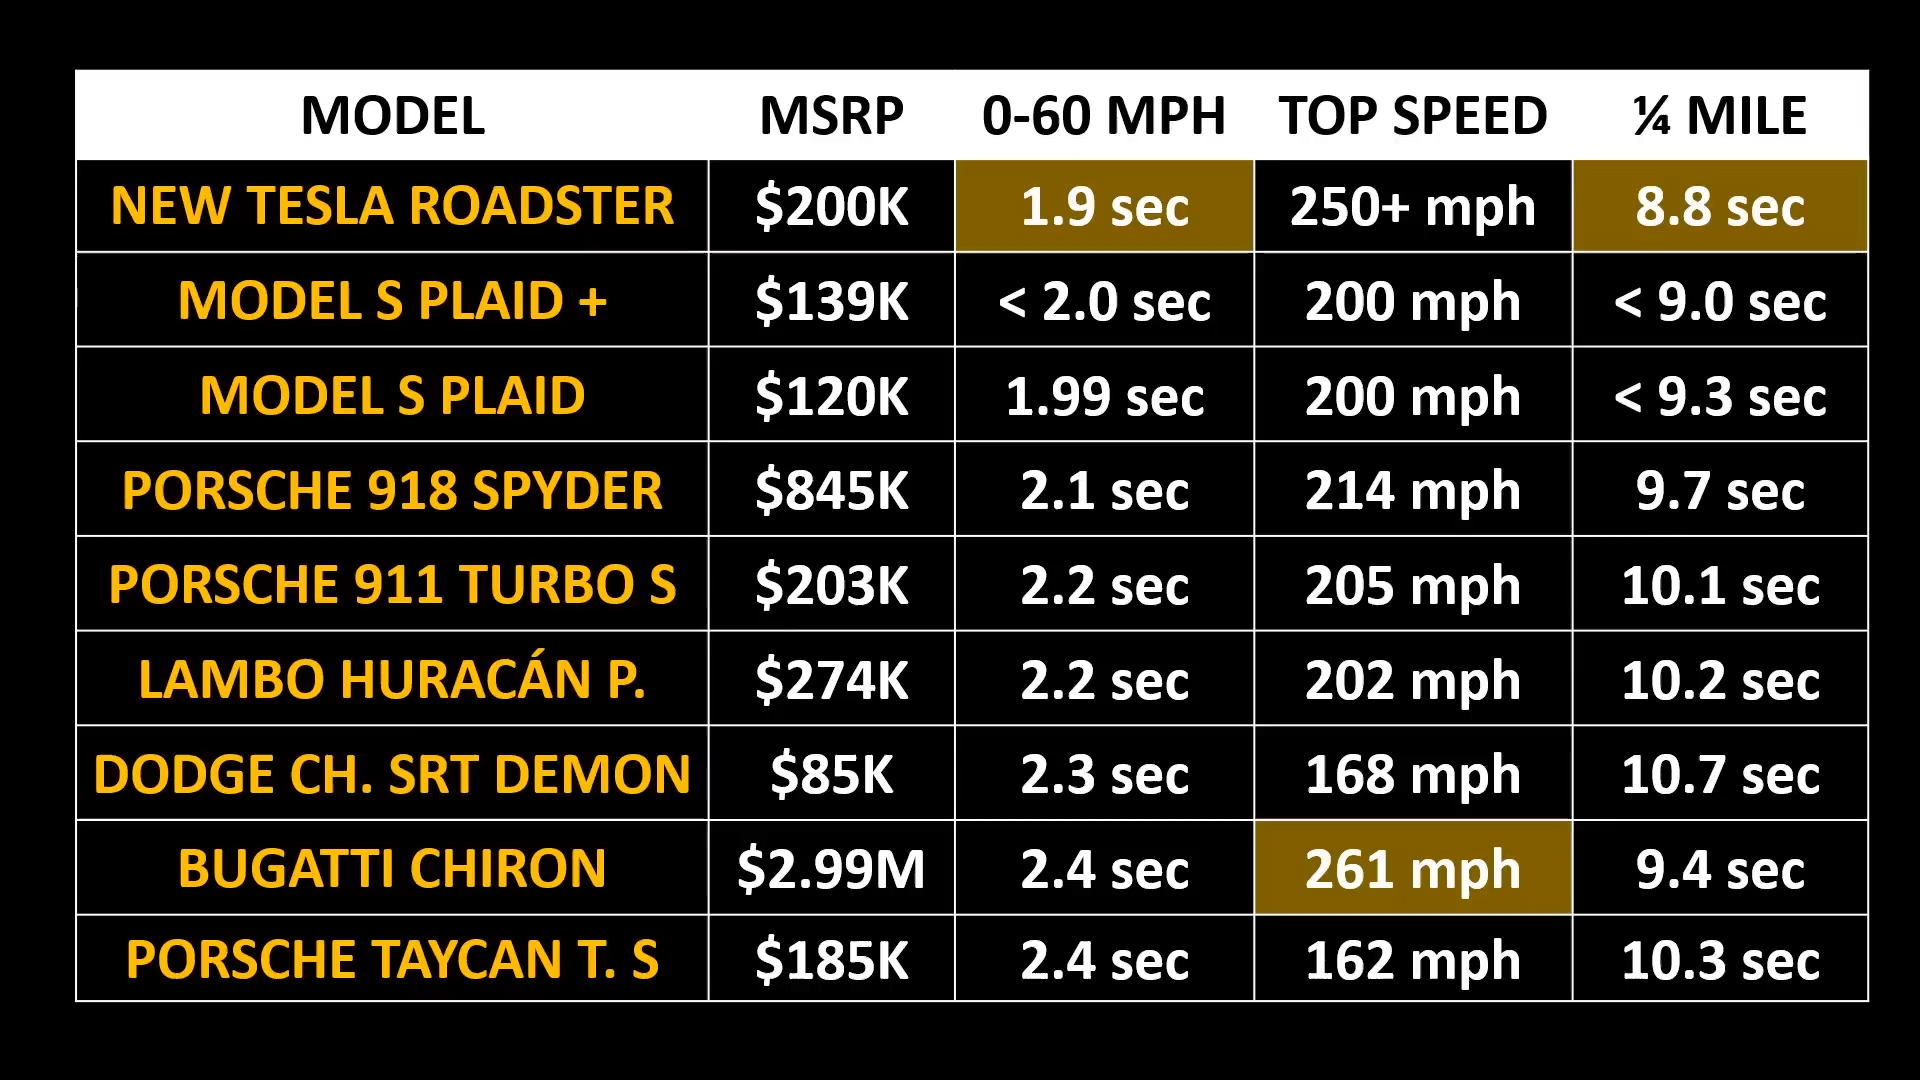 MODEL MSRP 0-60 MPH TOP SPEED ¼ MILE
NEW TESLA ROADSTER $200K 1.9 sec 250+ mph 8.8 sec
MODEL S PLAID + $139K < 2.0 sec 200 mph < 9.0 sec
MODEL S PLAID $120K 1.99 sec 200 mph < 9.3 sec
PORSCHE 918 SPYDER $845K 2.1 sec 214 mph 9.7 sec
PORSCHE 911 TURBO S $203K 2.2 sec 205 mph 10.1 sec
LAMBO HURACÁN P. $274K 2.2 sec 202 mph 10.2 sec
DODGE CH. SRT DEMON $85K 2.3 sec 168 mph 10.7 sec
BUGATTI CHIRON $2.99M 2.4 sec 261 mph 9.4 sec
PORSCHE TAYCAN T. S $185K 2.4 sec 162 mph 10.3 sec